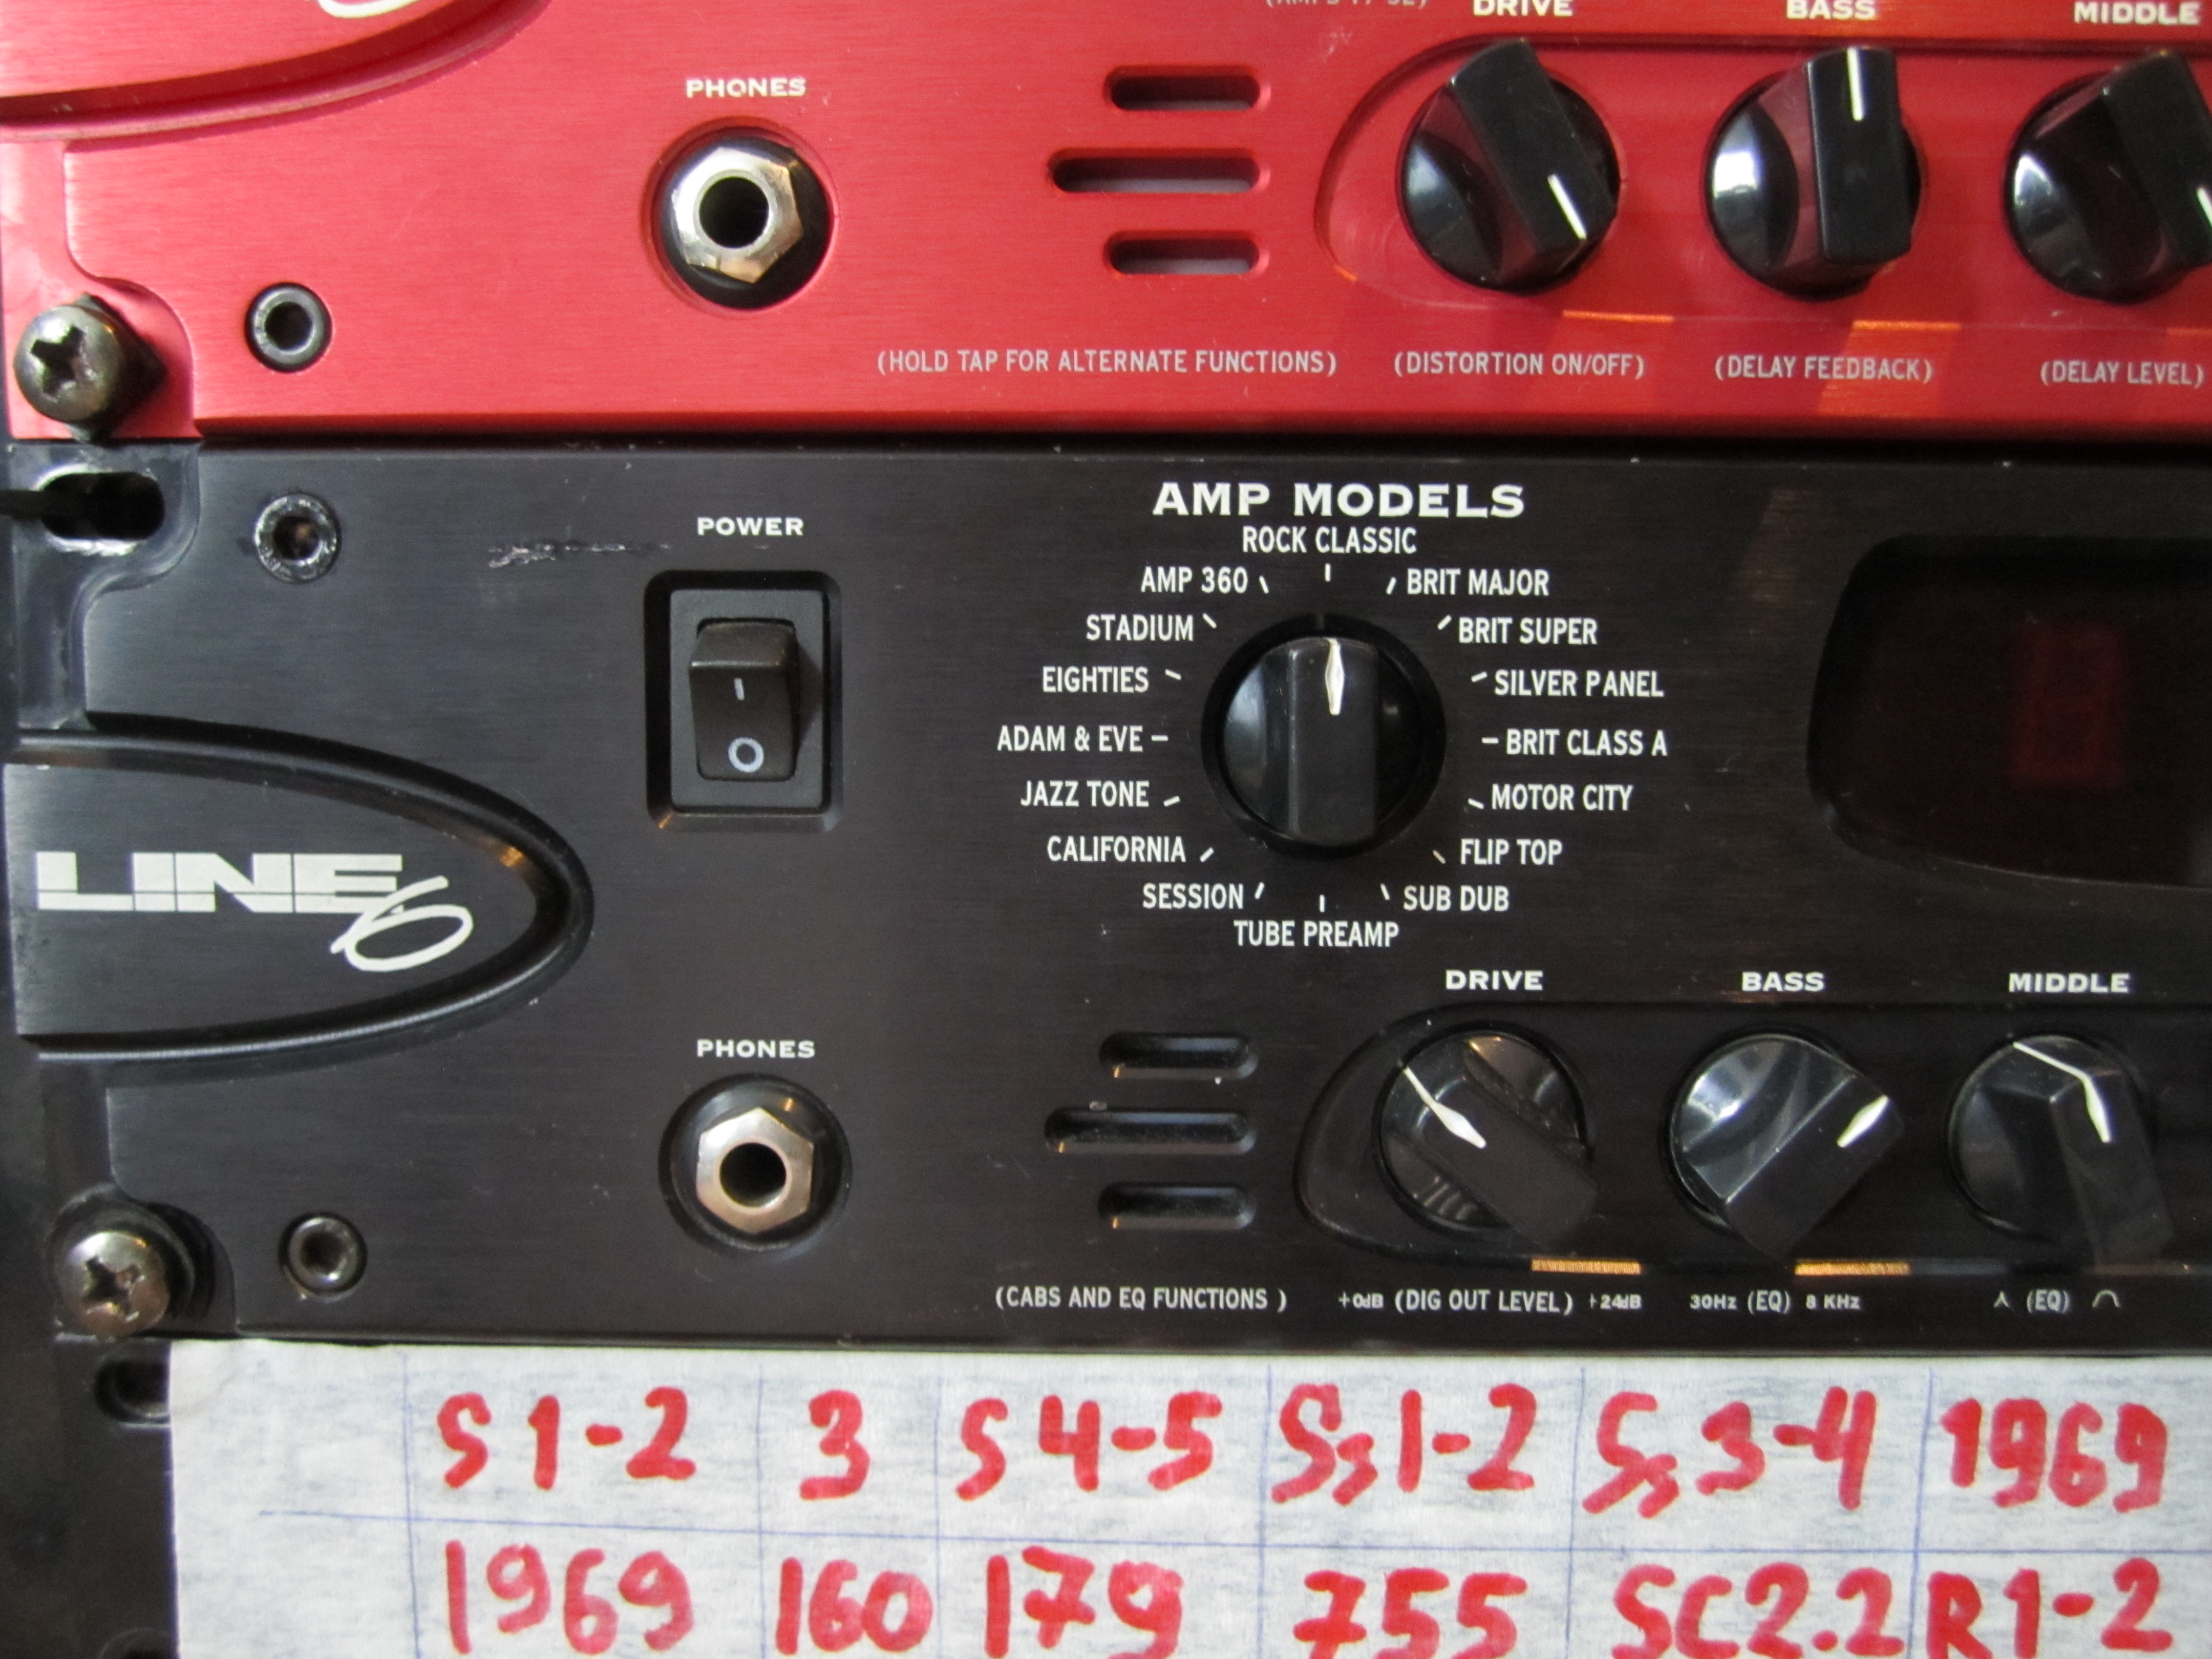 DRIVE BASS MIDDLE
PHONES
(HOLD TAP FOR ALTERNATE FUNCTIONS) (DISTORTION ON/OFF) (DELAY FEEDBACK) (DELAY LEVEL)
AMP MODELS
POWER
ROCK CLASSIC
AMP 360 BRIT MAJOR
STADIUM BRIT SUPER
EIGHTIES SILVER PANEL
ADAM & EVE BRIT CLASS A
JAZZ TONE MOTOR CITY
CALIFORNIA FLIP TOP
SESSION SUB DUB
TUBE PREAMP
LINE 6
DRIVE BASS MIDDLE
PHONES
(CABS AND EQ FUNCTIONS ) +0dB (DIG OUT LEVEL) +24dB 30Hz (EQ) 8 KHz (EQ)
S 1-2 3 S 4-5 Ss 1-2 Ss 3-4 1969
1969 160 179 755 SC2.2 R1-2